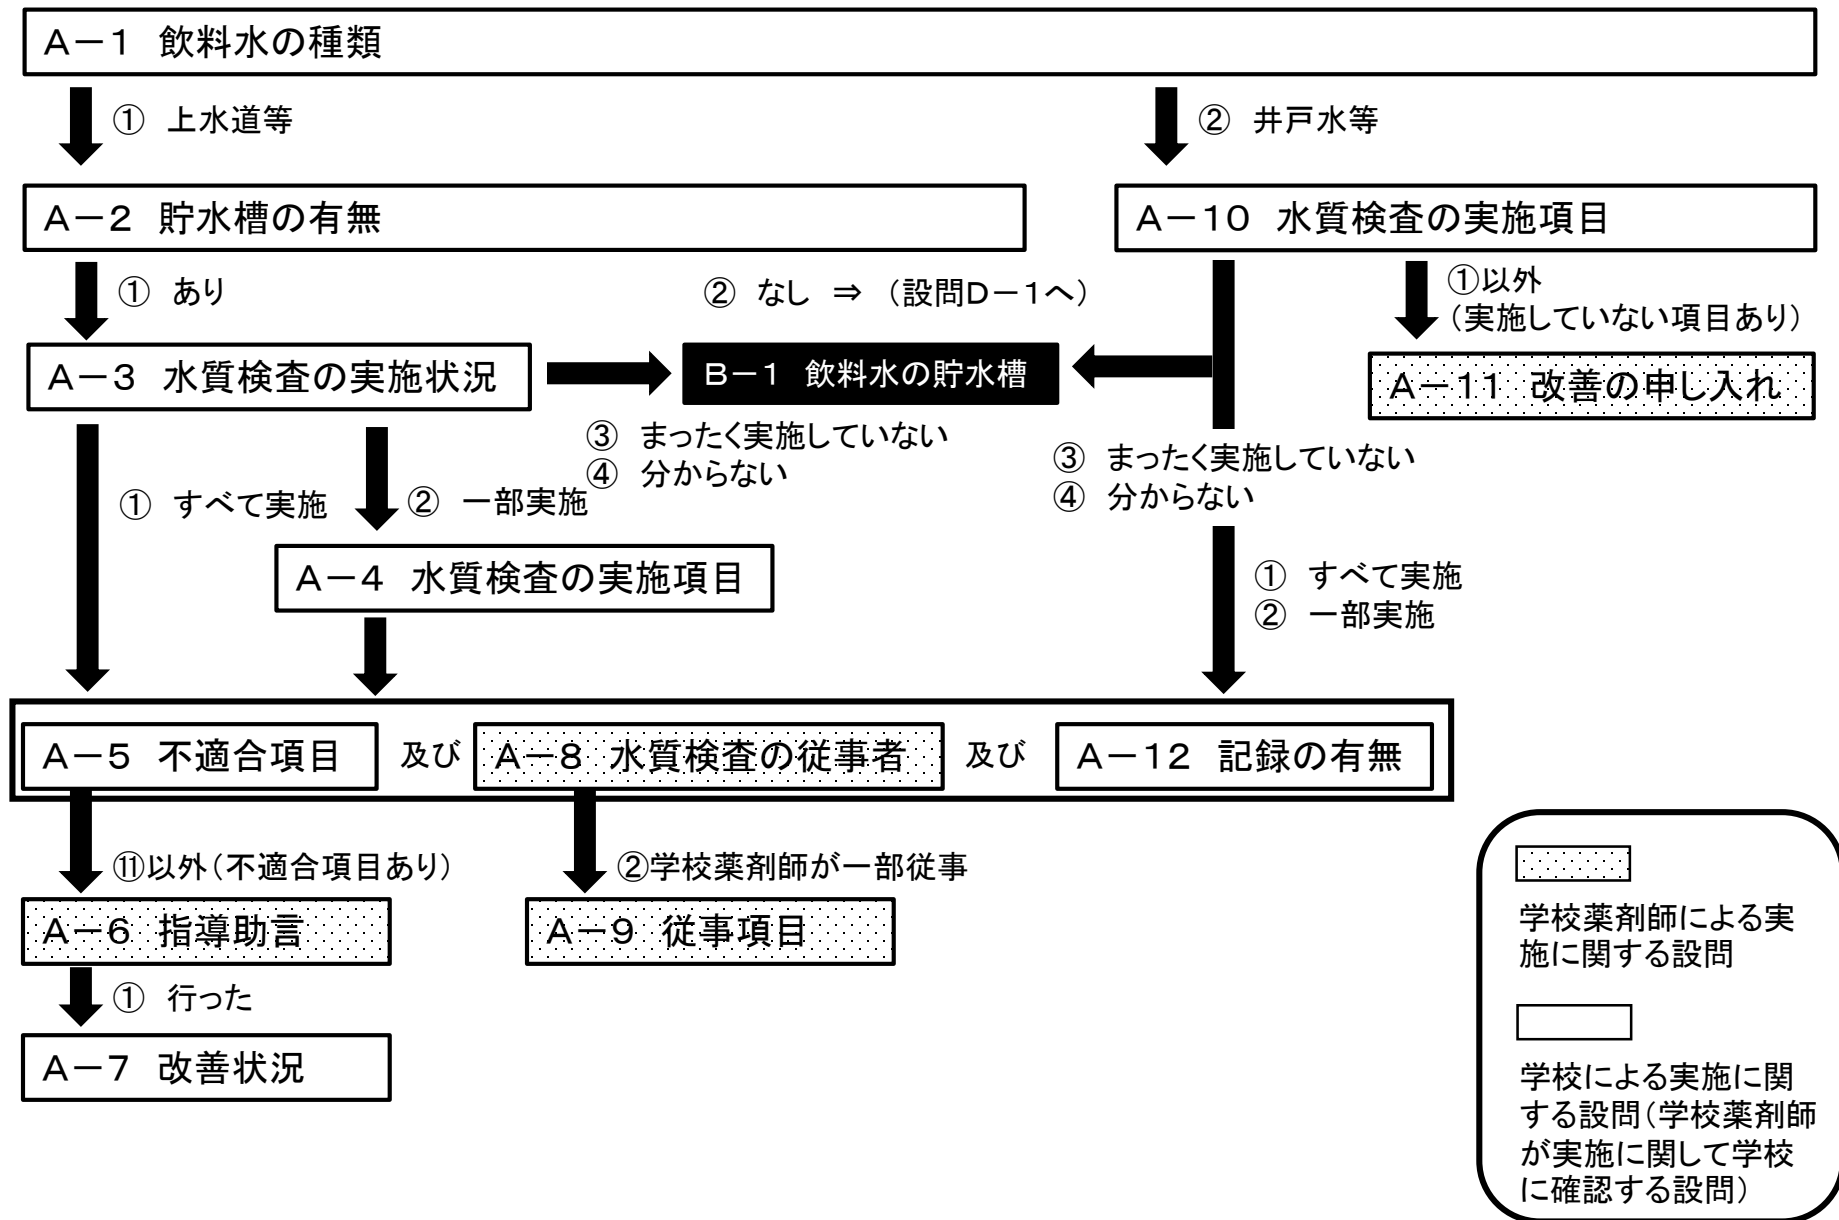 A－1　飲料水の種類
①　上水道等
②　井戸水等
A－2　貯水槽の有無
A－10　水質検査の実施項目
①　あり
②　なし　⇒　（設問D－1へ）
①以外
（実施していない項目あり）
A－3　水質検査の実施状況
B－1　飲料水の貯水槽
A－11　改善の申し入れ
③　まったく実施していない
④　分からない
③　まったく実施していない
④　分からない
①　すべて実施
②　一部実施
A－4　水質検査の実施項目
①　すべて実施
②　一部実施
A－5　不適合項目　及び　A－8　水質検査の従事者　及び　A－12　記録の有無
⑪以外（不適合項目あり）
②学校薬剤師が一部従事
A－6　指導助言
A－9　従事項目
①　行った
A－7　改善状況
学校薬剤師による実
施に関する設問
学校による実施に関
する設問（学校薬剤師
が実施に関して学校
に確認する設問）